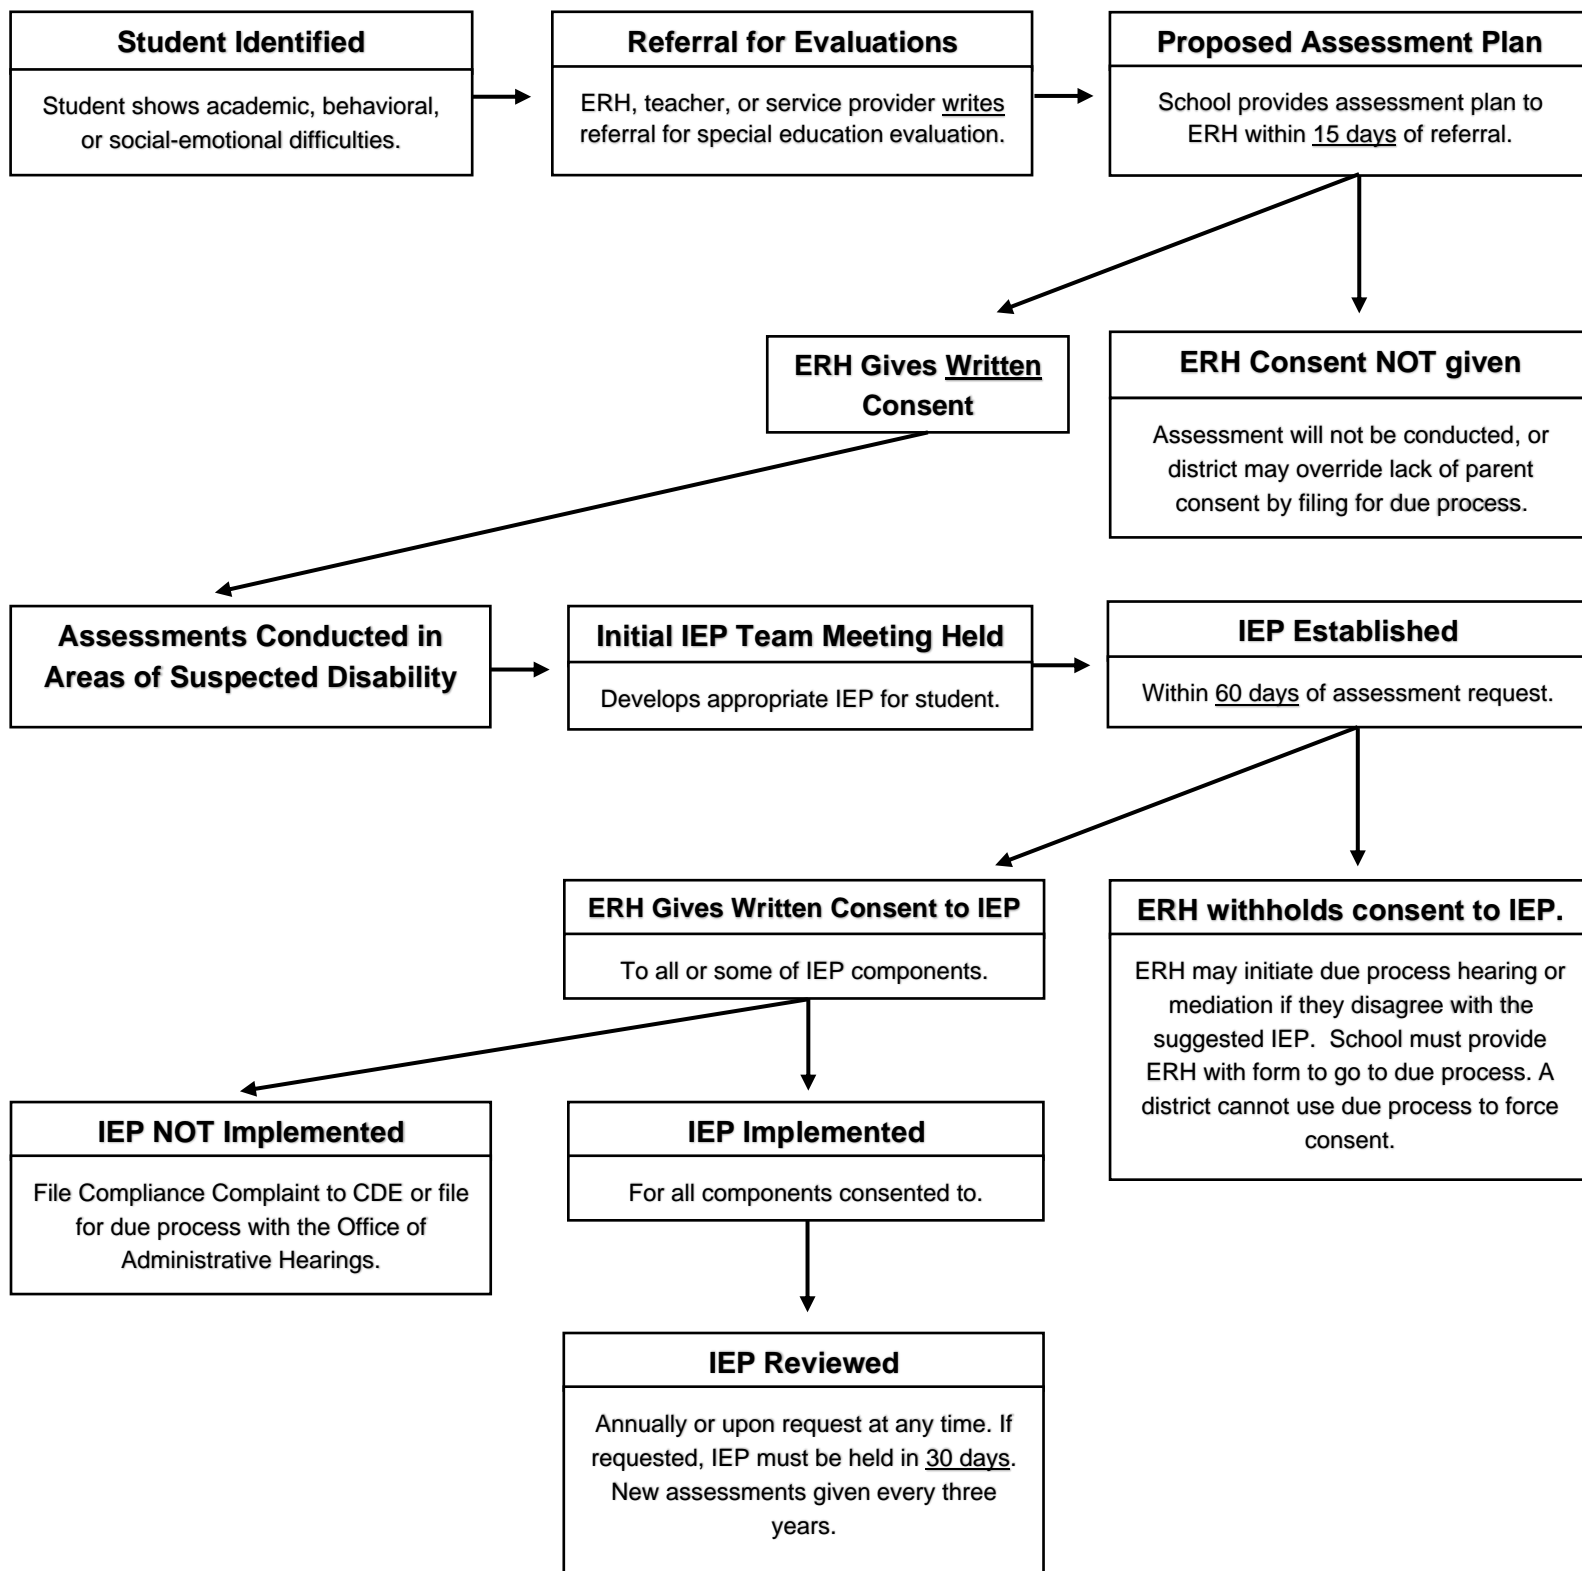 Student Identified
Student shows academic, behavioral,
or social-emotional difficulties.
Referral for Evaluations
ERH, teacher, or service provider writes
referral for special education evaluation.
Proposed Assessment Plan
School provides assessment plan to
ERH within 15 days of referral.
ERH Gives Written
Consent
ERH Consent NOT given
Assessment will not be conducted, or
district may override lack of parent
consent by filing for due process.
Assessments Conducted in
Areas of Suspected Disability
Initial IEP Team Meeting Held
Develops appropriate IEP for student.
IEP Established
Within 60 days of assessment request.
ERH Gives Written Consent to IEP
To all or some of IEP components.
ERH withholds consent to IEP.
ERH may initiate due process hearing or
mediation if they disagree with the
suggested IEP.  School must provide
ERH with form to go to due process. A
district cannot use due process to force
consent.
IEP NOT Implemented
File Compliance Complaint to CDE or file
for due process with the Office of
Administrative Hearings.
IEP Implemented
For all components consented to.
IEP Reviewed
Annually or upon request at any time. If
requested, IEP must be held in 30 days.
New assessments given every three
years.